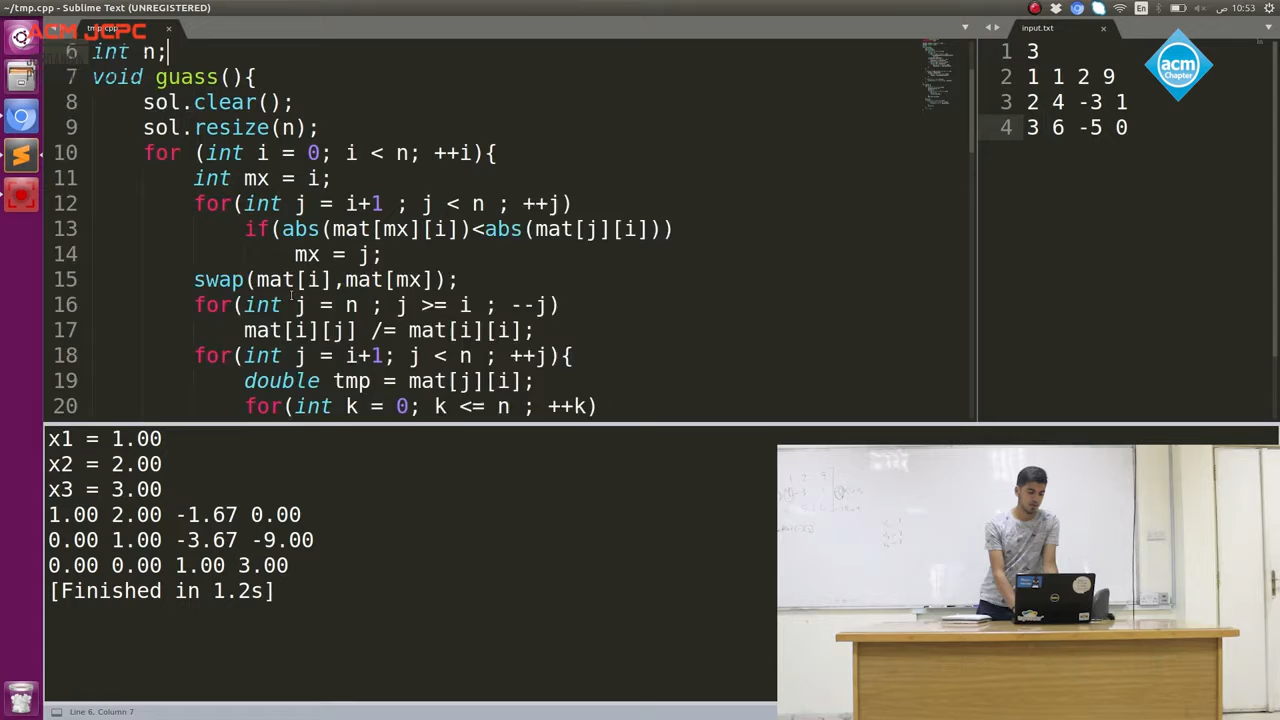 ~/tmp.cpp - Sublime Text (UNREGISTERED)
En
10:53 ص
ACM JCPC
tmp.cpp
input.txt
acm
Chapter
6 int n;
7 void guass(){
8 sol.clear();
9 sol.resize(n);
10 for (int i = 0; i < n; ++i){
11 int mx = i;
12 for(int j = i+1 ; j < n ; ++j)
13 if(abs(mat[mx][i])<abs(mat[j][i]))
14 mx = j;
15 swap(mat[i],mat[mx]);
16 for(int j = n ; j >= i ; --j)
17 mat[i][j] /= mat[i][i];
18 for(int j = i+1; j < n ; ++j){
19 double tmp = mat[j][i];
20 for(int k = 0; k <= n ; ++k)
1 3
2 1 1 2 9
3 2 4 -3 1
4 3 6 -5 0
x1 = 1.00
x2 = 2.00
x3 = 3.00
1.00 2.00 -1.67 0.00
0.00 1.00 -3.67 -9.00
0.00 0.00 1.00 3.00
[Finished in 1.2s]
DELL
Line 6, Column 7